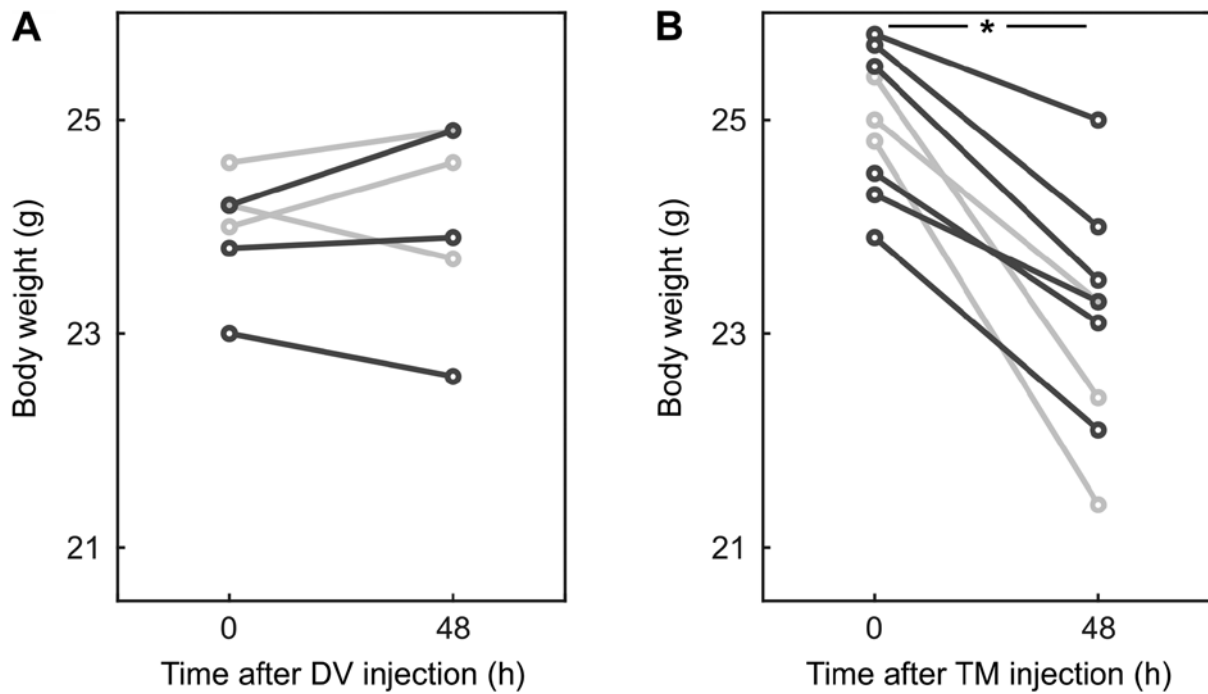 A
Body weight (g)
25
23
21
0 48
Time after DV injection (h)
B
*
Body weight (g)
25
23
21
0 48
Time after TM injection (h)